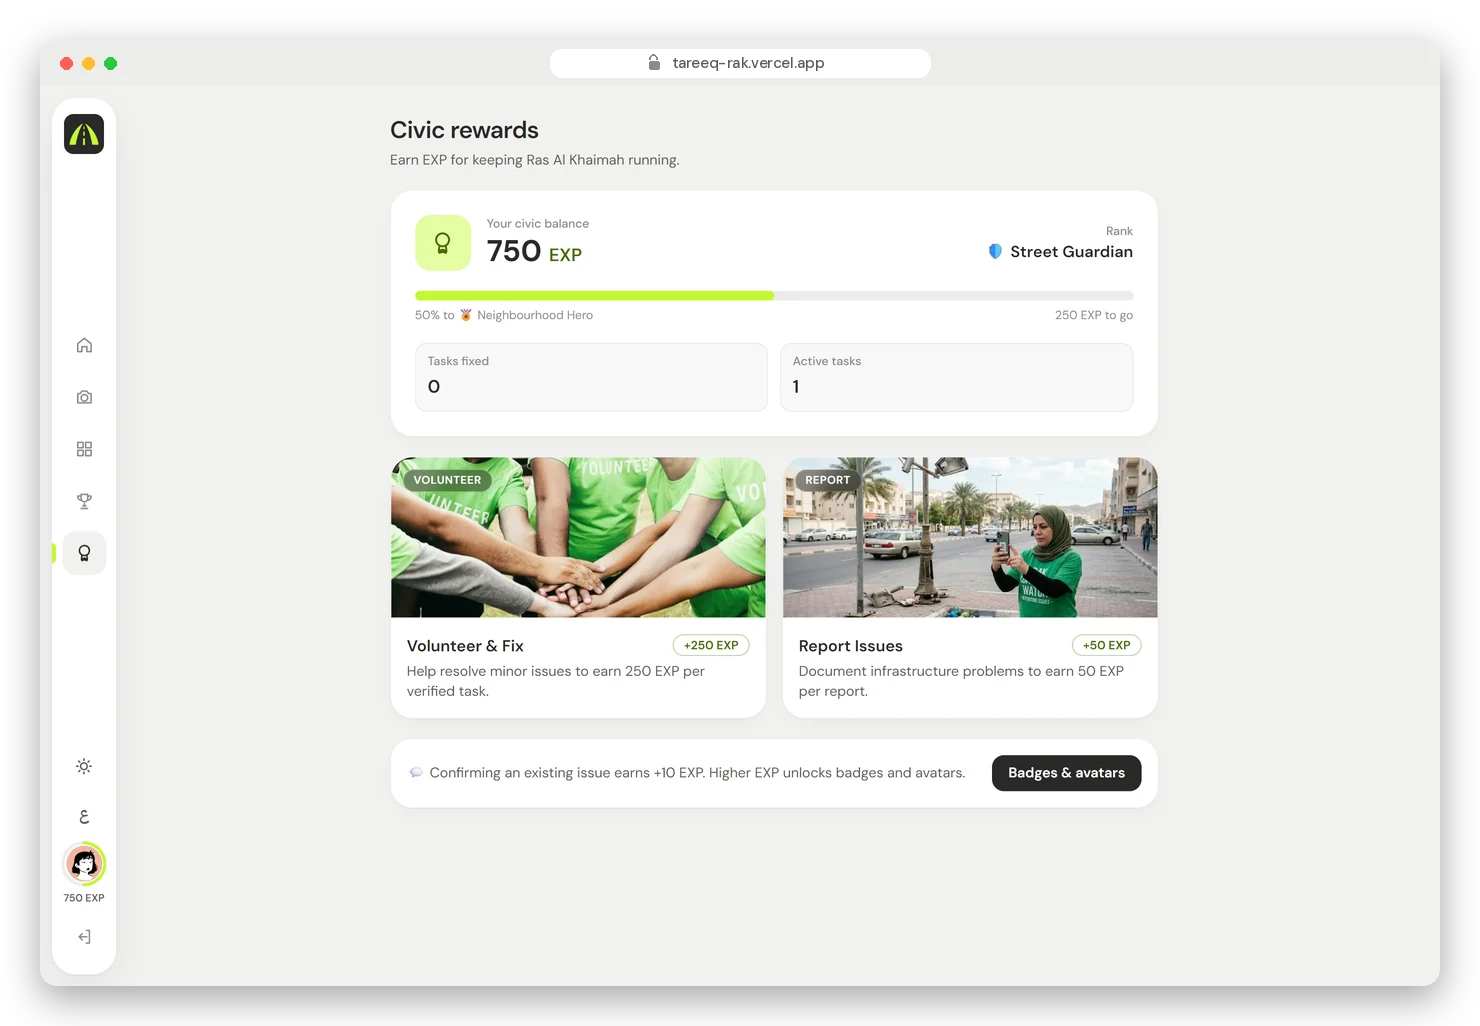 tareeq-rak.vercel.app
Civic rewards
Earn EXP for keeping Ras Al Khaimah running.
Your civic balance
750 EXP
Rank
Street Guardian
50% to Neighbourhood Hero
250 EXP to go
Tasks fixed
0
Active tasks
1
VOLUNTEER
VOLUNTEER
VOLUNTEE
VO
REPORT
WATCH
Volunteer & Fix
+250 EXP
Help resolve minor issues to earn 250 EXP per
verified task.
Report Issues
+50 EXP
Document infrastructure problems to earn 50 EXP
per report.
Confirming an existing issue earns +10 EXP. Higher EXP unlocks badges and avatars.
Badges & avatars
ع
750 EXP